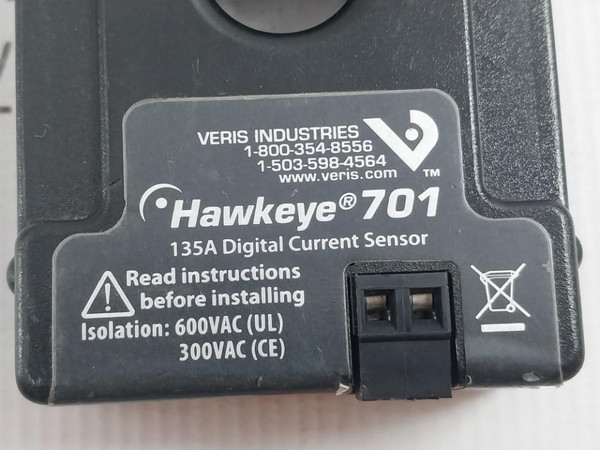 VERIS INDUSTRIES
1-800-354-8556
1-503-598-4564
www.veris.com
TM
Hawkeye® 701
135A Digital Current Sensor
Read instructions
before installing
Isolation: 600VAC (UL)
300VAC (CE)